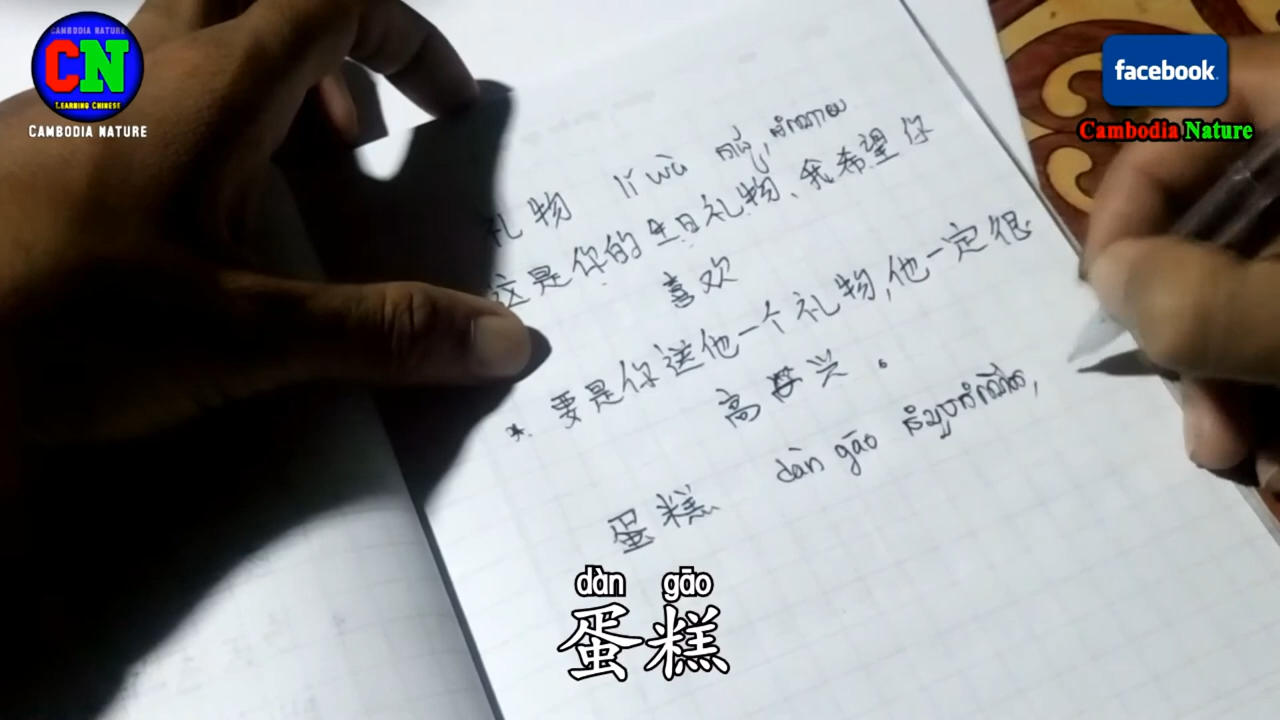 CAMBODIA NATURE
CN
LEARNING CHINESE
CAMBODIA NATURE
facebook
Cambodia Nature
礼物 lǐ wù
这是你的生日礼物、我希望你
喜欢
*. 要是你送他一个礼物,他一定很
高兴。
蛋糕 dàn gāo
dàn gāo
蛋糕